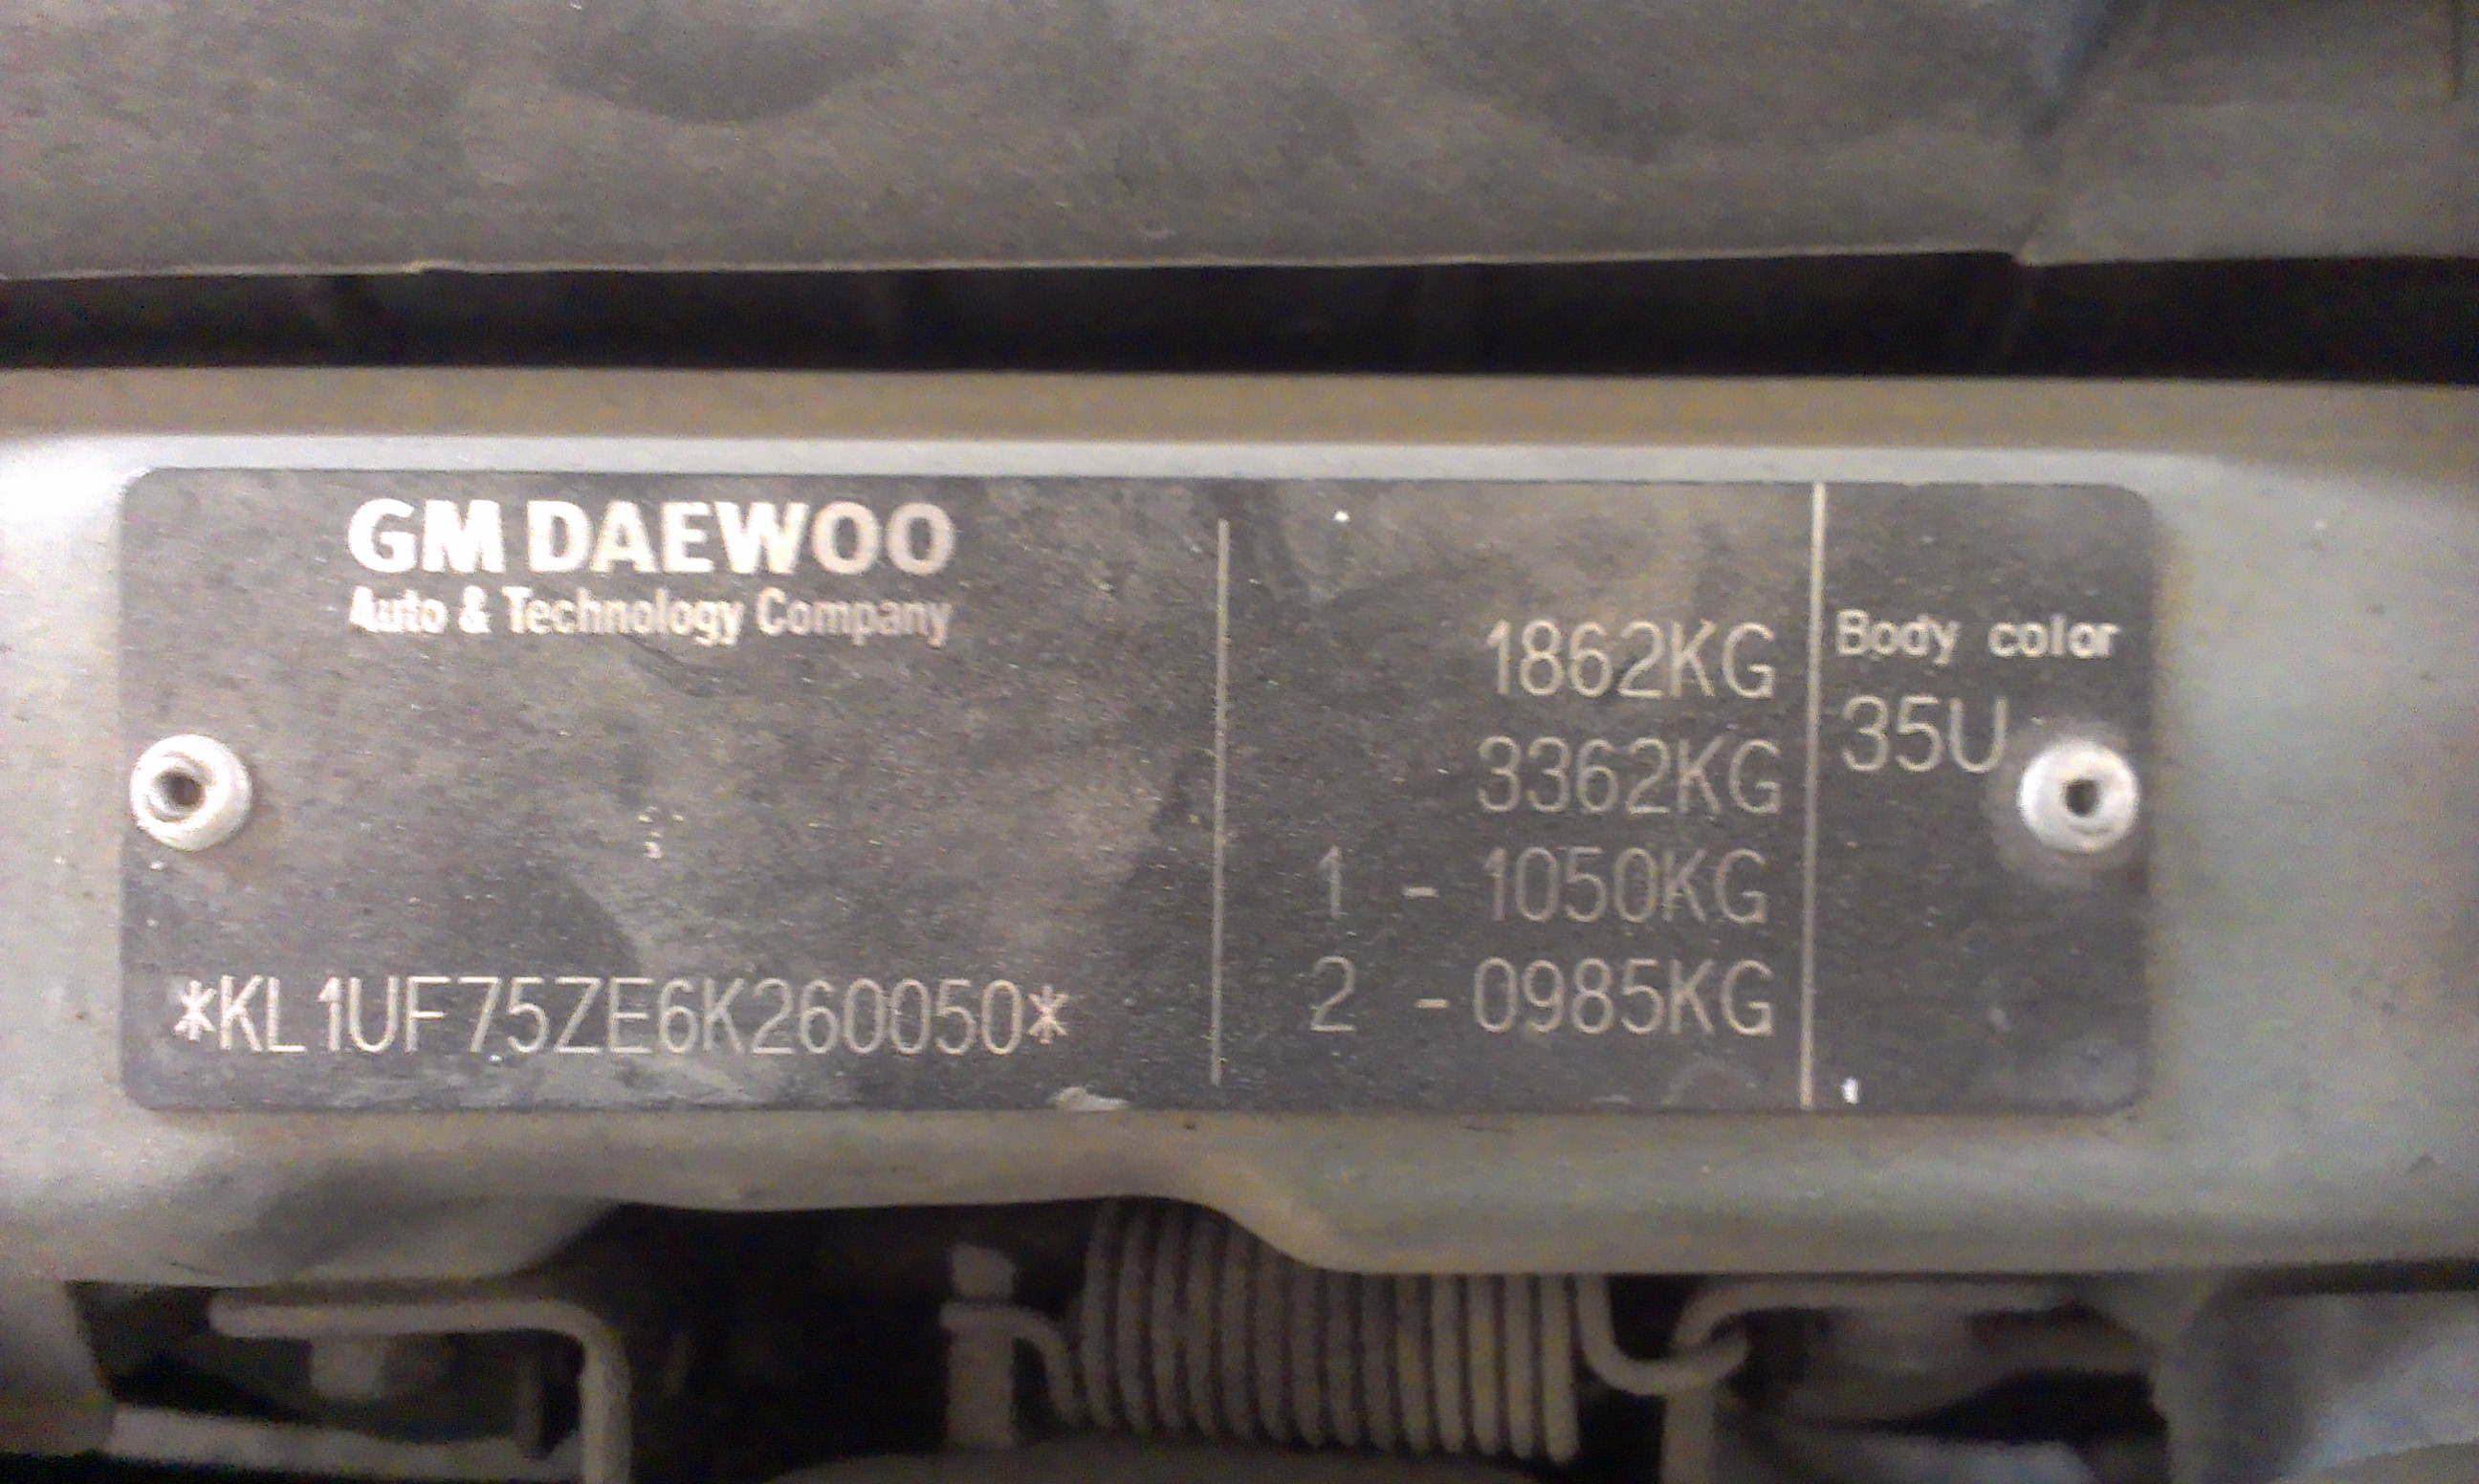 GM DAEWOO
Auto & Technology Company
*KL1UF75ZE6K260050*
1862KG
3362KG
1 - 1050KG
2 - 0985KG
Body color
35U